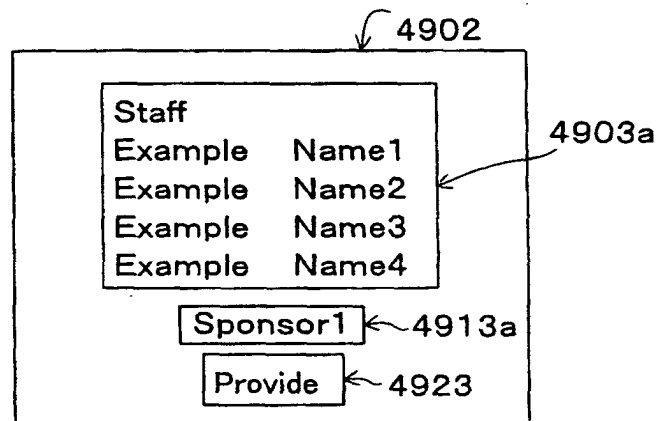 4902
Staff
Example Name1
Example Name2
Example Name3
Example Name4
4903a
Sponsor1
4913a
Provide
4923